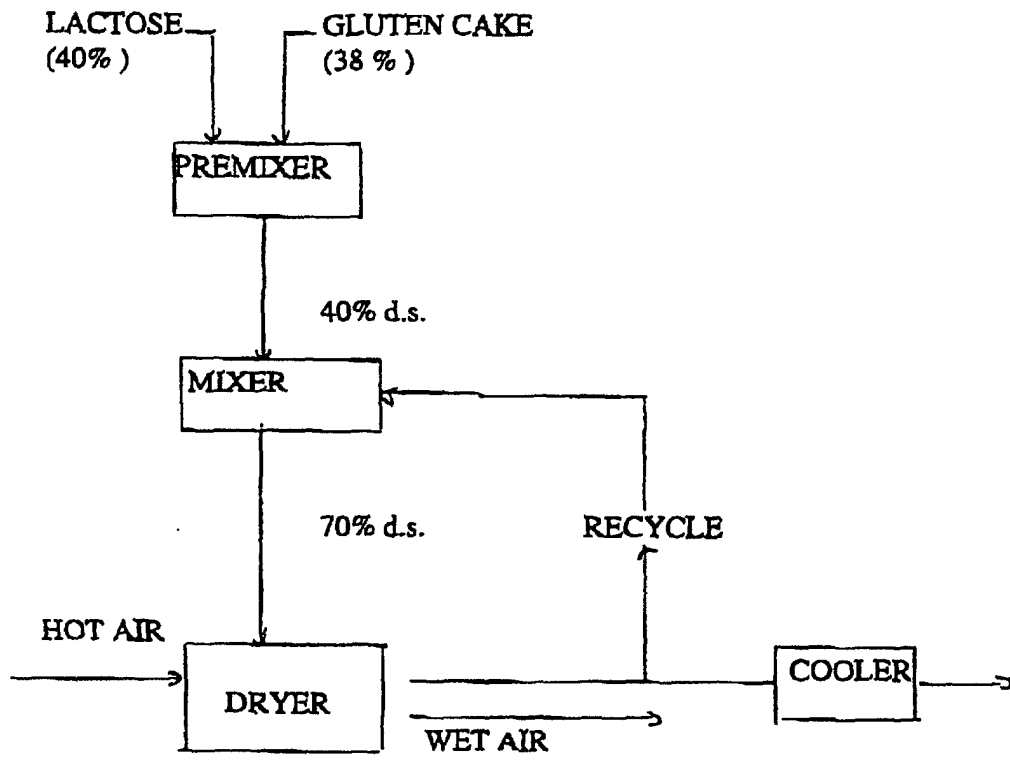 LACTOSE
(40% )
GLUTEN CAKE
(38 % )
PREMIXER
40% d.s.
MIXER
70% d.s.
RECYCLE
HOT AIR
DRYER
COOLER
WET AIR